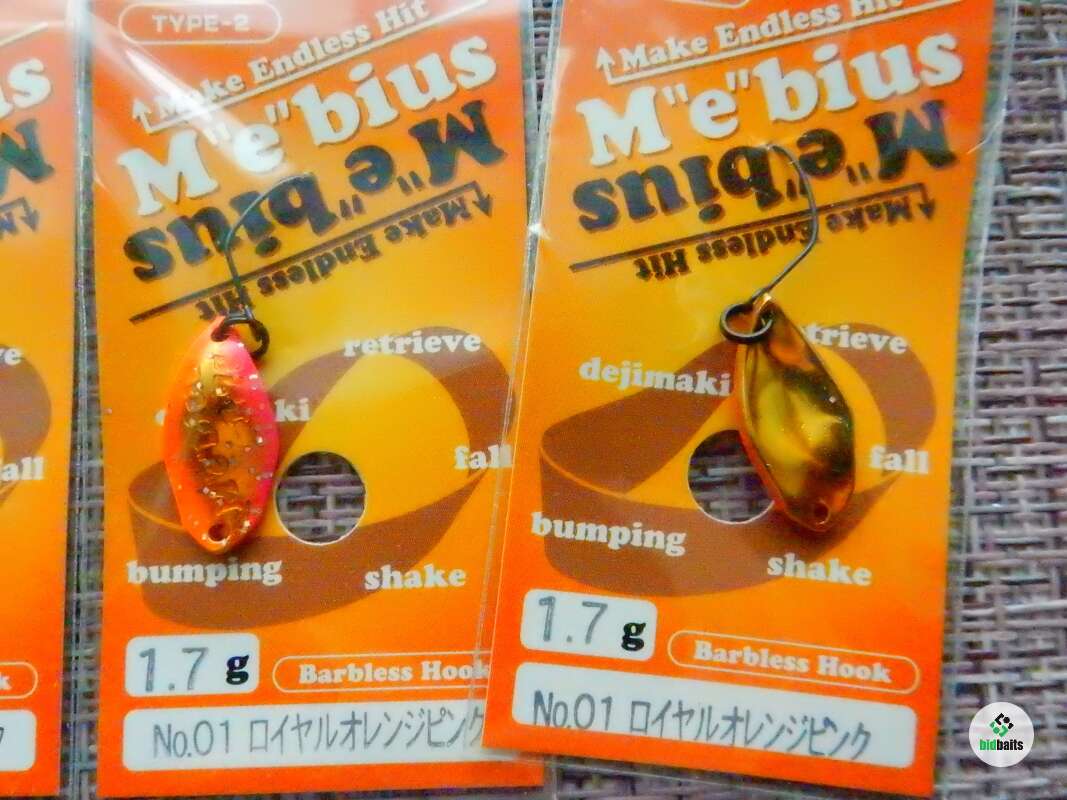 TYPE-2
Make Endless Hit
M"e"bius
M"e"bius
Make Endless Hit
retrieve
fall
bumping
shake
1.7 g
Barbless Hook
No.01 ロイヤルオレンジピンク
Make Endless Hit
M"e"bius
M"e"bius
Make Endless Hit
dejimaki
fall
bumping
shake
1.7 g
Barbless Hook
No.01 ロイヤルオレンジピンク
bidbaits